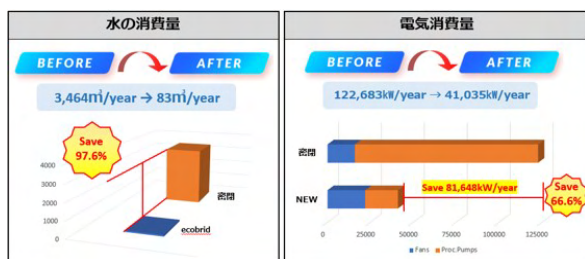 水の消費量
BEFORE
AFTER
3,464㎥/year → 83㎥/year
Save
97.6%
4000
3000
2000
1000
0
密閉
ecobrid
電気消費量
BEFORE
AFTER
122,683kW/year → 41,035kW/year
密閉
NEW
Save 81,648kW/year
Save
66.6%
0
25000
50000
75000
100000
125000
Fans
Proc.Pumps